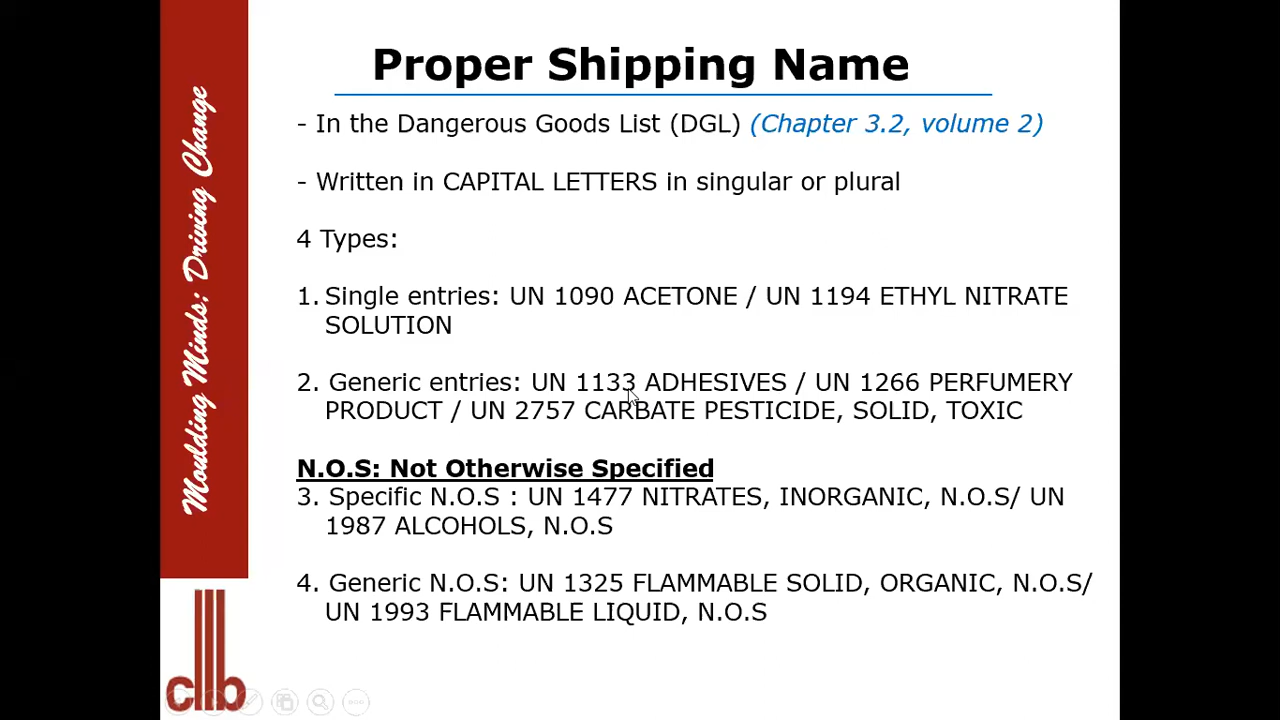 Proper Shipping Name
- In the Dangerous Goods List (DGL) (Chapter 3.2, volume 2)
- Written in CAPITAL LETTERS in singular or plural
4 Types:
1. Single entries: UN 1090 ACETONE / UN 1194 ETHYL NITRATE
SOLUTION
2. Generic entries: UN 1133 ADHESIVES / UN 1266 PERFUMERY
PRODUCT / UN 2757 CARBATE PESTICIDE, SOLID, TOXIC
N.O.S: Not Otherwise Specified
3. Specific N.O.S : UN 1477 NITRATES, INORGANIC, N.O.S/ UN
1987 ALCOHOLS, N.O.S
4. Generic N.O.S: UN 1325 FLAMMABLE SOLID, ORGANIC, N.O.S/
UN 1993 FLAMMABLE LIQUID, N.O.S
Moulding Minds; Driving Change
cllb